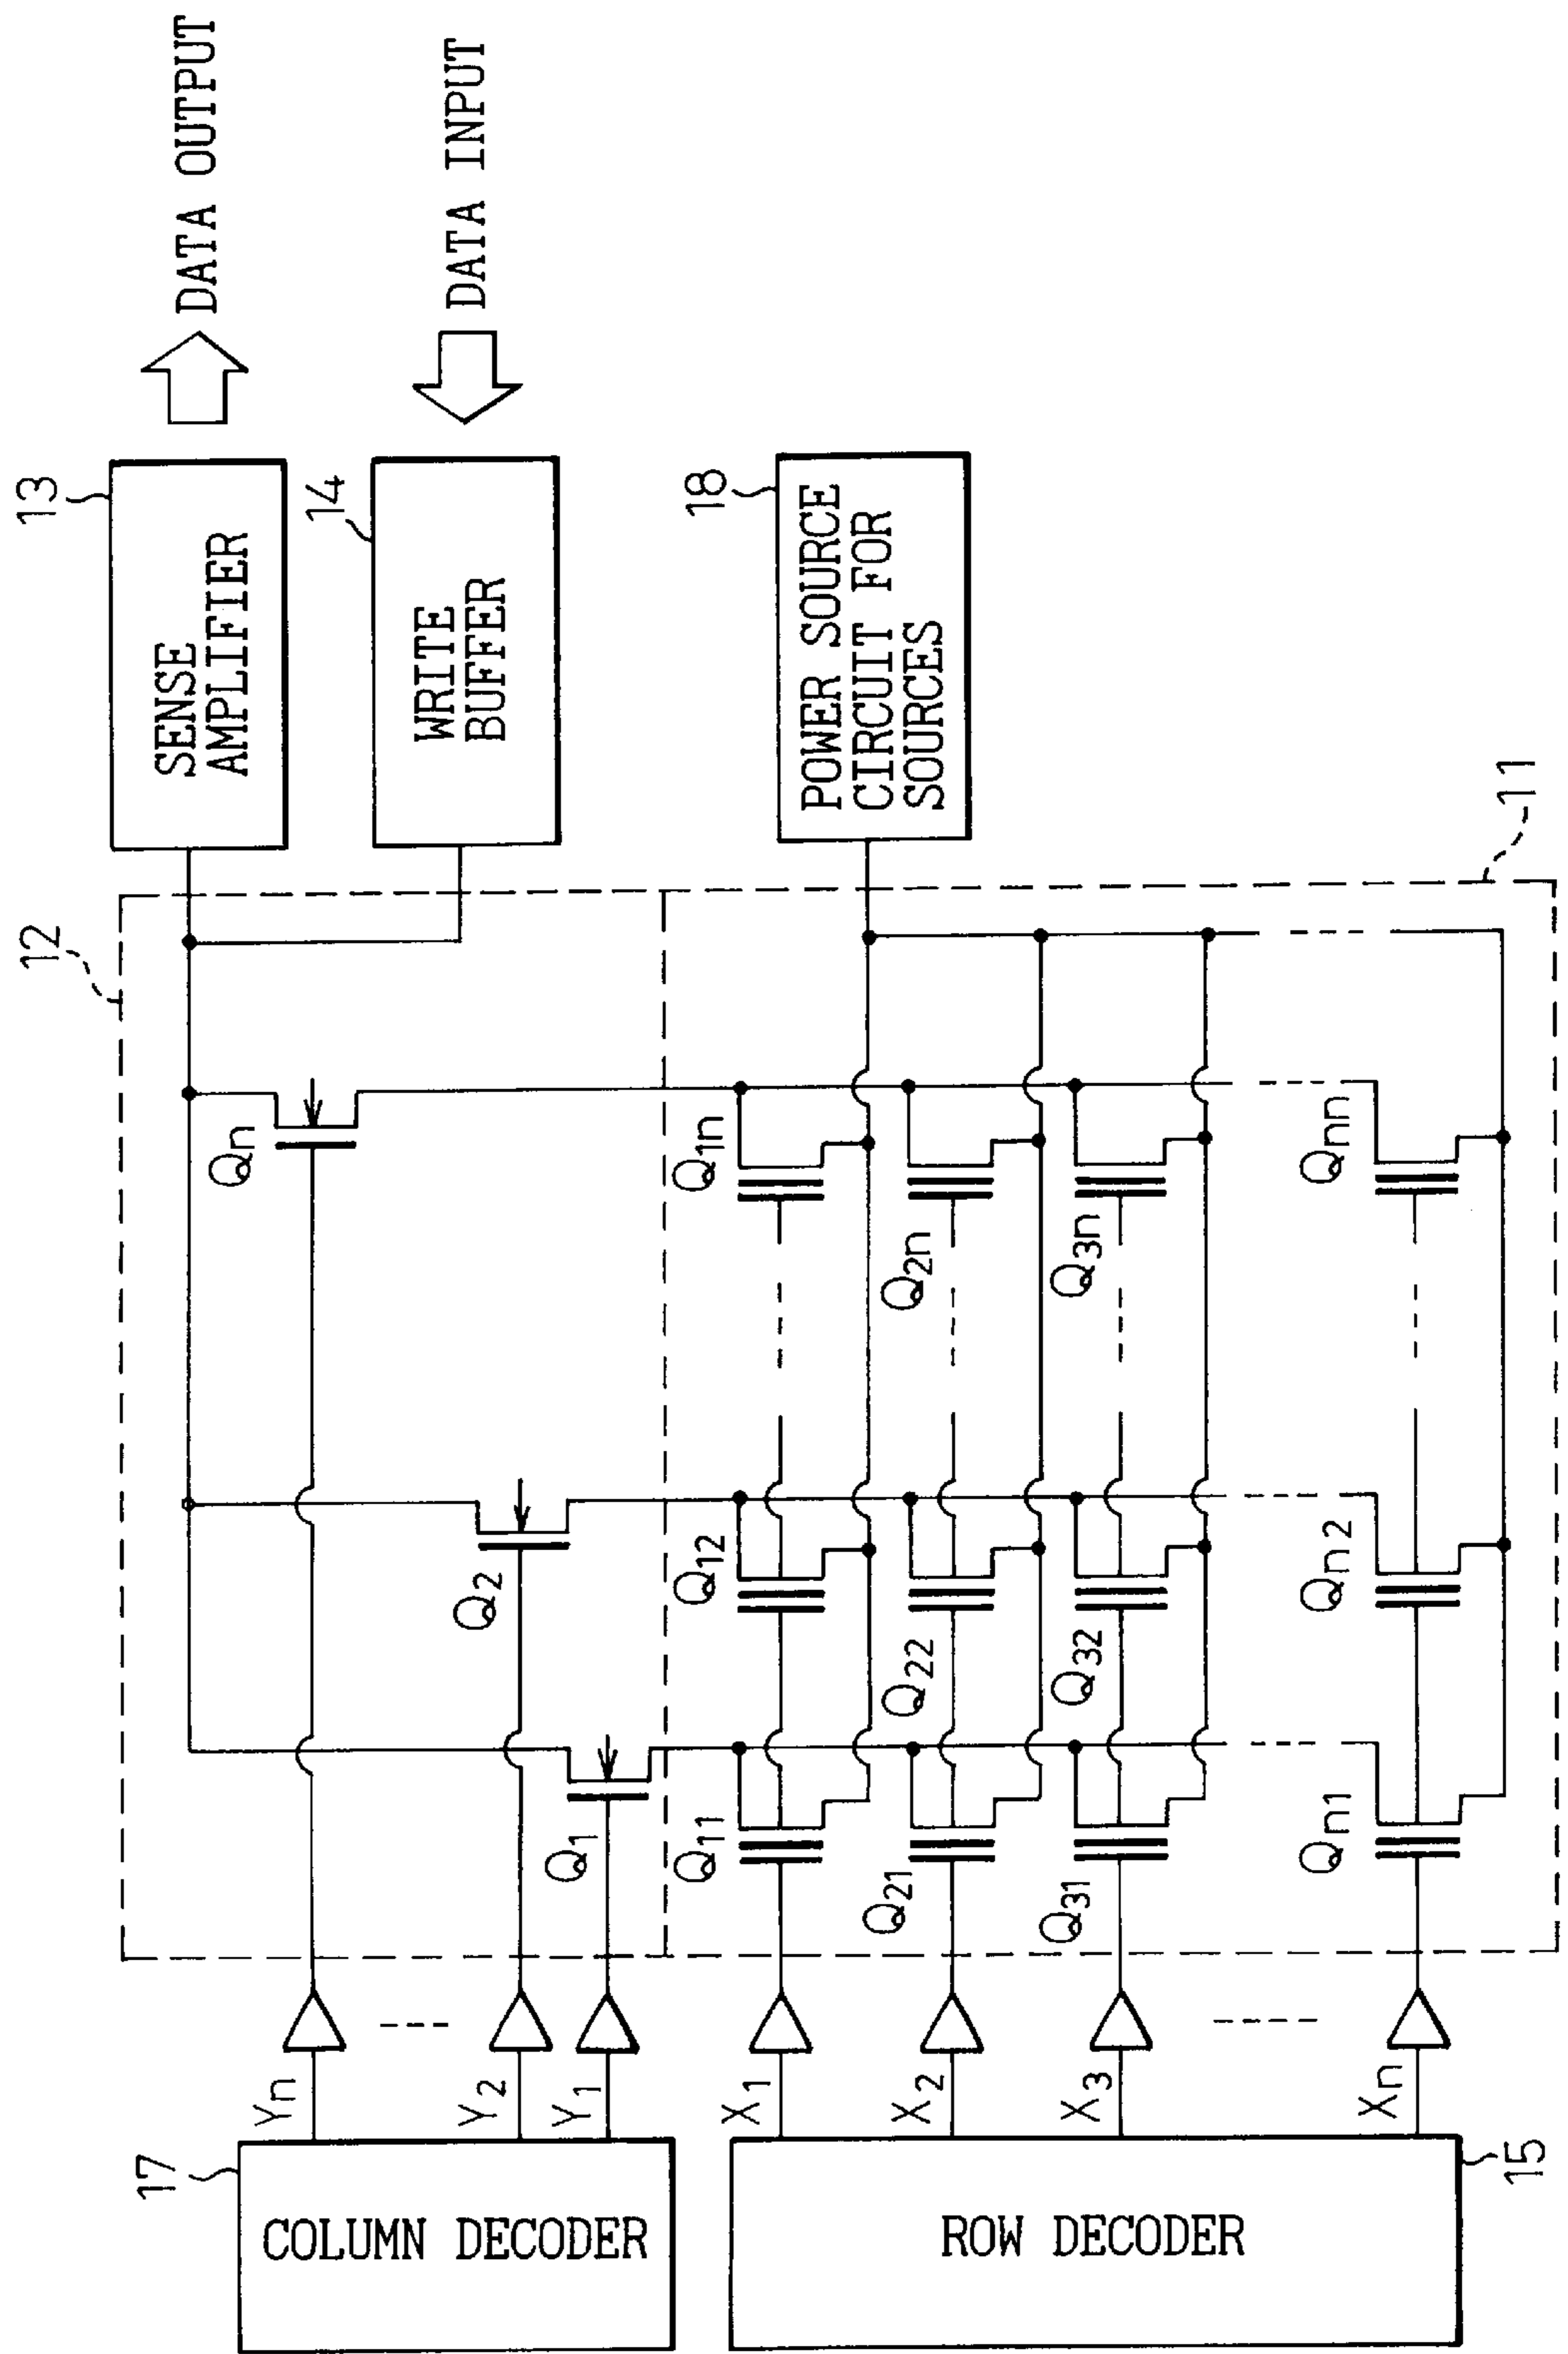 17
COLUMN DECODER
Yn
Y2
Y1
15
ROW DECODER
X1
X2
X3
Xn
12
Qn
Q2
Q1
11
Q11
Q12
Q1n
Q21
Q22
Q2n
Q31
Q32
Q3n
Qn1
Qn2
Qnn
13
SENSE
AMPLIFIER
DATA OUTPUT
14
WRITE
BUFFER
DATA INPUT
18
POWER SOURCE
CIRCUIT FOR
SOURCES